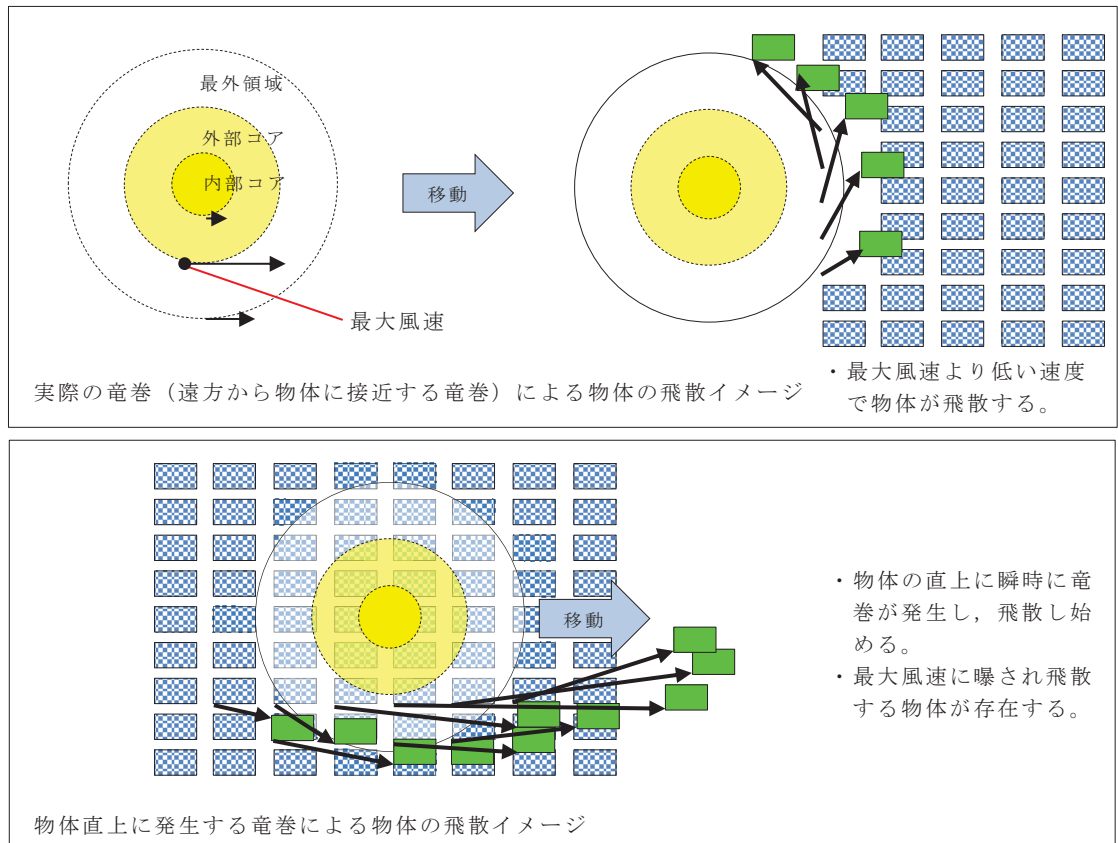 最外領域
外部コア
内部コア
移動
最大風速
実際の竜巻（遠方から物体に接近する竜巻）による物体の飛散イメージ
・最大風速より低い速度
で物体が飛散する。
移動
・物体の直上に瞬時に竜
巻が発生し，飛散し始
める。
・最大風速に曝され飛散
する物体が存在する。
物体直上に発生する竜巻による物体の飛散イメージ